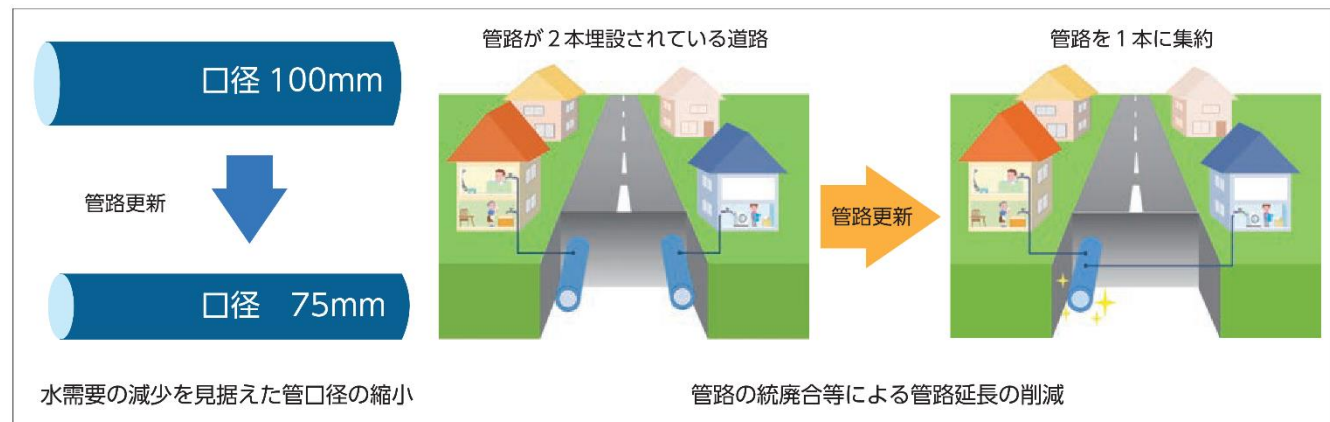 口径 100mm
管路更新
口径　75mm
水需要の減少を見据えた管口径の縮小
管路が２本埋設されている道路
管路更新
管路を１本に集約
管路の統廃合等による管路延長の削減